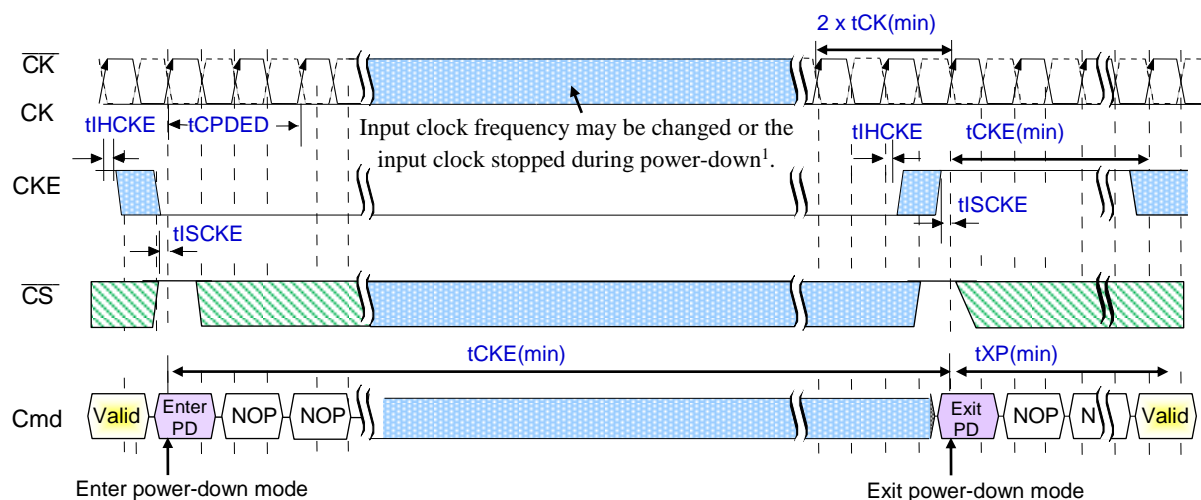 2 x tCK(min)
CK
CK
tIHCKE
tCPDED
Input clock frequency may be changed or the
input clock stopped during power-down¹.
tIHCKE
tCKE(min)
CKE
tISCKE
tISCKE
CS
tCKE(min)
tXP(min)
Cmd
Valid
Enter
PD
NOP
NOP
Exit
PD
NOP
N
Valid
Enter power-down mode
Exit power-down mode